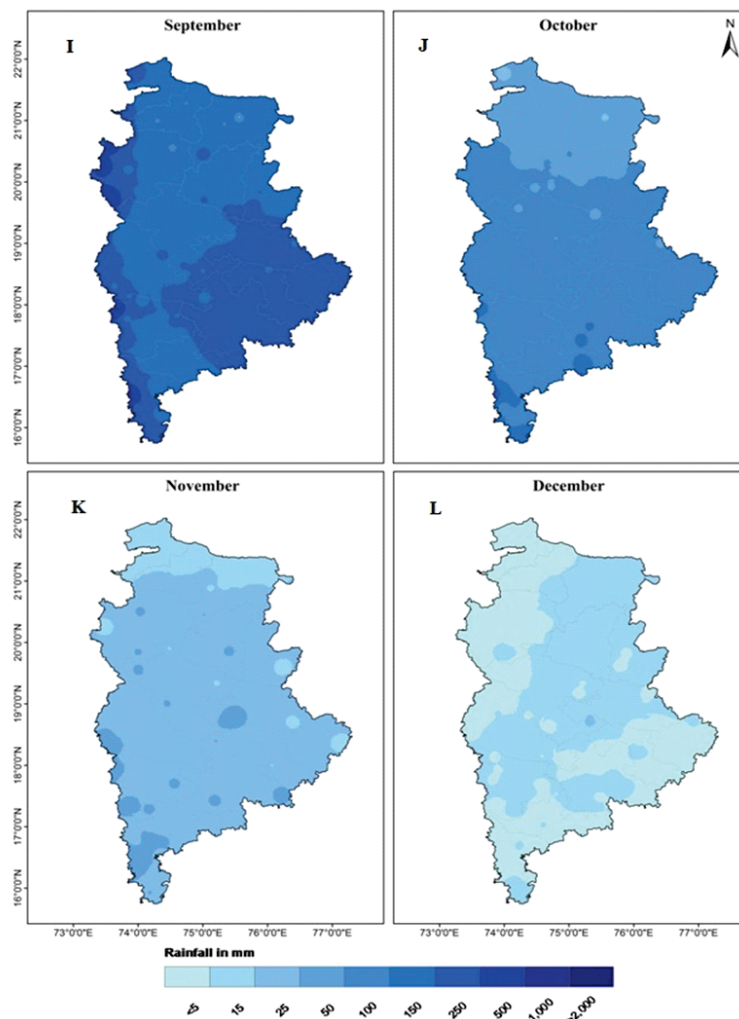 September
I
October
J
N
22°0'0"N
21°0'0"N
20°0'0"N
19°0'0"N
18°0'0"N
17°0'0"N
16°0'0"N
November
K
December
L
22°0'0"N
21°0'0"N
20°0'0"N
19°0'0"N
18°0'0"N
17°0'0"N
16°0'0"N
73°0'0"E 74°0'0"E 75°0'0"E 76°0'0"E 77°0'0"E 73°0'0"E 74°0'0"E 75°0'0"E 76°0'0"E 77°0'0"E
Rainfall in mm
<5 15 25 50 100 150 250 500 1,000 >2,000